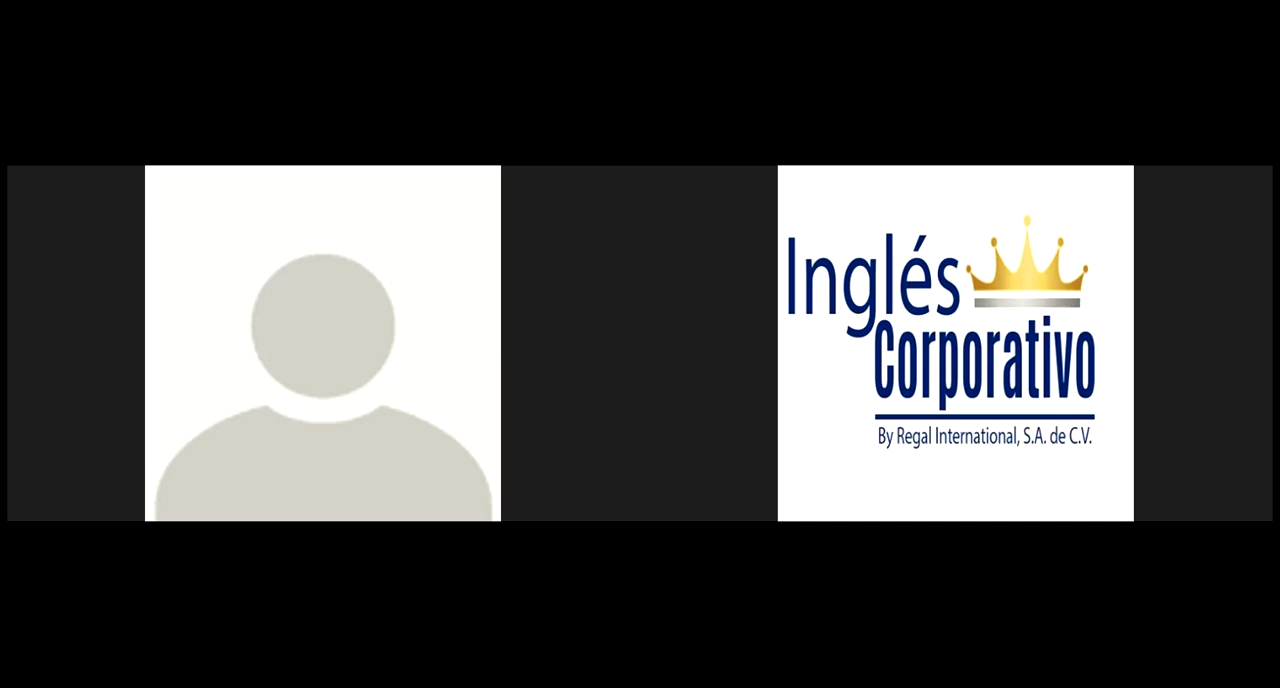 Inglés
Corporativo
By Regal International, S.A. de C.V.